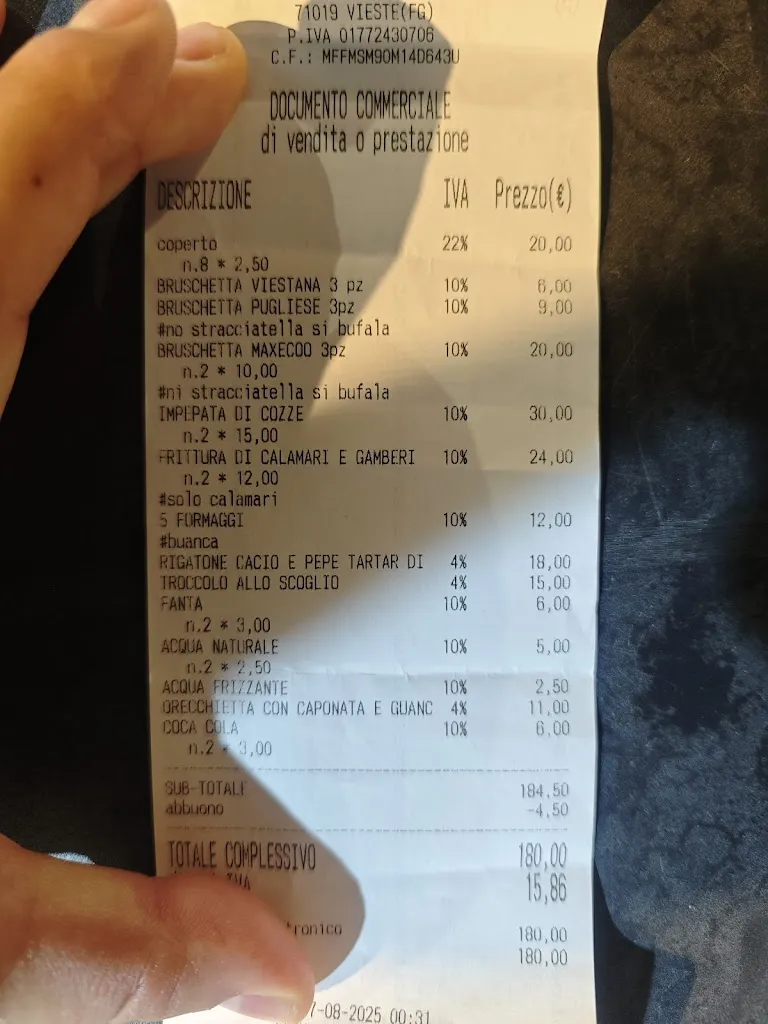 71019 VIESTE(FG)
P.IVA 01772430706
C.F.: MFFMSM90M14D643U
DOCUMENTO COMMERCIALE
di vendita o prestazione
DESCRIZIONE IVA Prezzo(€)
coperto 22% 20,00
n.8 * 2,50
BRUSCHETTA VIESTANA 3 pz 10% 6,00
BRUSCHETTA PUGLIESE 3pz 10% 9,00
#no stracciatella si bufala
BRUSCHETTA MAXECOO 3pz 10% 20,00
n.2 * 10,00
#ni stracciatella si bufala
IMPEPATA DI COZZE 10% 30,00
n.2 * 15,00
FRITTURA DI CALAMARI E GAMBERI 10% 24,00
n.2 * 12,00
#solo calamari
5 FORMAGGI 10% 12,00
#buanca
RIGATONE CACIO E PEPE TARTAR DI 4% 18,00
TROCCOLO ALLO SCOGLIO 4% 15,00
FANTA 10% 6,00
n.2 * 3,00
ACQUA NATURALE 10% 5,00
n.2 * 2,50
ACQUA FRIZZANTE 10% 2,50
ORECCHIETTA CON CAPONATA E GUANC 4% 11,00
COCA COLA 10% 6,00
n.2 * 3,00
SUB-TOTALE 184,50
abbuono -4,50
TOTALE COMPLESSIVO 180,00
IVA 15,86
tronico 180,00
180,00
7-08-2025 00:31